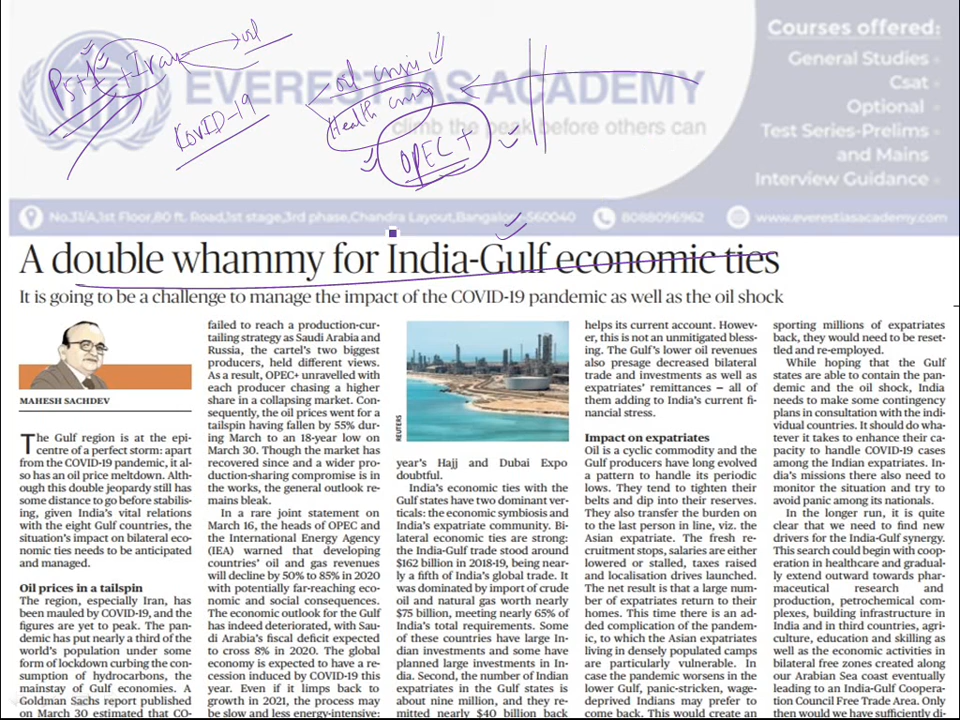 Courses offered:
General Studies
Csat
Optional
Test Series-Prelims
and Mains
Interview Guidance
EVEREST IAS ACADEMY
climb the peak before others can
PSI + Iran
oil
COVID-19
oil crisis
Health crisis
OPEC +
No.31/A,1st Floor,80 ft. Road,1st stage,3rd phase,Chandra Layout,Bangalore,560040
8088096962
www.everestiasacademy.com
A double whammy for India-Gulf economic ties
It is going to be a challenge to manage the impact of the COVID-19 pandemic as well as the oil shock
MAHESH SACHDEV
The Gulf region is at the epi-
centre of a perfect storm: apart
from the COVID-19 pandemic, it al-
so has an oil price meltdown. Alth-
ough this double jeopardy still has
some distance to go before stabilis-
ing, given India's vital relations
with the eight Gulf countries, the
situation's impact on bilateral eco-
nomic ties needs to be anticipated
and managed.
Oil prices in a tailspin
The region, especially Iran, has
been mauled by COVID-19, and the
figures are yet to peak. The pan-
demic has put nearly a third of the
world's population under some
form of lockdown curbing the con-
sumption of hydrocarbons, the
mainstay of Gulf economies. A
Goldman Sachs report published
on March 30 estimated that CO-
failed to reach a production-cur-
tailing strategy as Saudi Arabia and
Russia, the cartel's two biggest
producers, held different views.
As a result, OPEC+ unravelled with
each producer chasing a higher
share in a collapsing market. Con-
sequently, the oil prices went for a
tailspin having fallen by 55% dur-
ing March to an 18-year low on
March 30. Though the market has
recovered since and a wider pro-
duction-sharing compromise is in
the works, the general outlook re-
mains bleak.
In a rare joint statement on
March 16, the heads of OPEC and
the International Energy Agency
(IEA) warned that developing
countries' oil and gas revenues
will decline by 50% to 85% in 2020
with potentially far-reaching eco-
nomic and social consequences.
The economic outlook for the Gulf
has indeed deteriorated, with Sau-
di Arabia's fiscal deficit expected
to cross 8% in 2020. The global
economy is expected to have a re-
cession induced by COVID-19 this
year. Even if it limps back to
growth in 2021, the process may
be slow and less energy-intensive:
REUTERS
year's Hajj and Dubai Expo
doubtful.
India's economic ties with the
Gulf states have two dominant ver-
ticals: the economic symbiosis and
India's expatriate community. Bi-
lateral economic ties are strong:
the India-Gulf trade stood around
$162 billion in 2018-19, being near-
ly a fifth of India's global trade. It
was dominated by import of crude
oil and natural gas worth nearly
$75 billion, meeting nearly 65% of
India's total requirements. Some
of these countries have large In-
dian investments and some have
planned large investments in In-
dia. Second, the number of Indian
expatriates in the Gulf states is
about nine million, and they re-
mitted nearly $40 billion back
helps its current account. Howev-
er, this is not an unmitigated bless-
ing. The Gulf's lower oil revenues
also presage decreased bilateral
trade and investments as well as
expatriates' remittances – all of
them adding to India's current fi-
nancial stress.
Impact on expatriates
Oil is a cyclic commodity and the
Gulf producers have long evolved
a pattern to handle its periodic
lows. They tend to tighten their
belts and dip into their reserves.
They also transfer the burden on
to the last person in line, viz. the
Asian expatriate. The fresh re-
cruitment stops, salaries are either
lowered or stalled, taxes raised
and localisation drives launched.
The net result is that a large num-
ber of expatriates return to their
homes. This time there is an ad-
ded complication of the pandem-
ic, to which the Asian expatriates
living in densely populated camps
are particularly vulnerable. In
case the pandemic worsens in the
lower Gulf, panic-stricken, wage-
deprived Indians may prefer to
come back. This would create an
sporting millions of expatriates
back, they would need to be reset-
tled and re-employed.
While hoping that the Gulf
states are able to contain the pan-
demic and the oil shock, India
needs to make some contingency
plans in consultation with the indi-
vidual countries. It should do wha-
tever it takes to enhance their ca-
pacity to handle COVID-19 cases
among the Indian expatriates. In-
dia's missions there also need to
monitor the situation and try to
avoid panic among its nationals.
In the longer run, it is quite
clear that we need to find new
drivers for the India-Gulf synergy.
This search could begin with coop-
eration in healthcare and gradual-
ly extend outward towards phar-
maceutical research and
production, petrochemical com-
plexes, building infrastructure in
India and in third countries, agri-
culture, education and skilling as
well as the economic activities in
bilateral free zones created along
our Arabian Sea coast eventually
leading to an India-Gulf Coopera-
tion Council Free Trade Area. Only
then would we have sufficiently di-